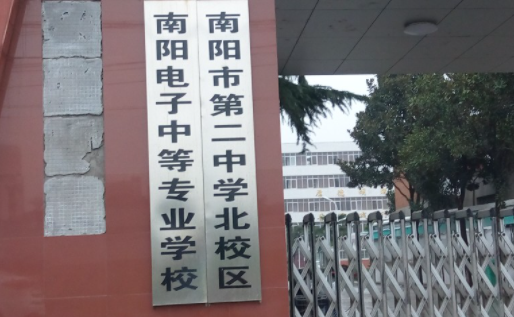 南阳市第二中学北校区
南阳电子中等专业学校